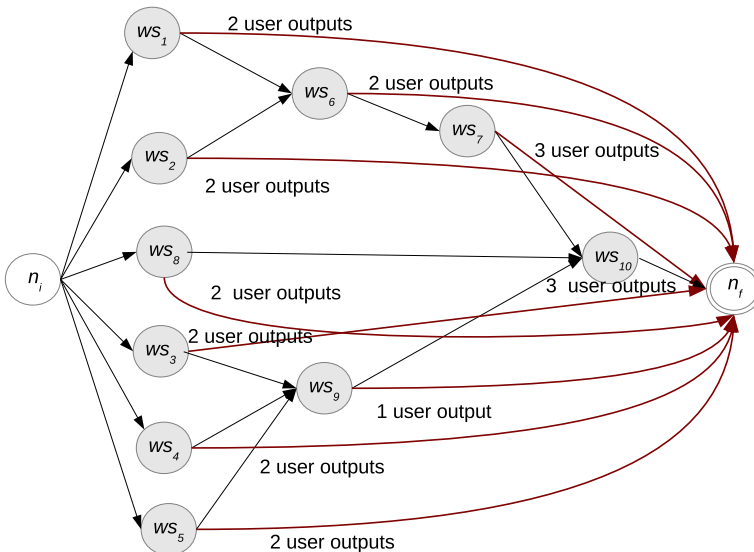 2 user outputs
ws1
2 user outputs
ws6
ws7
3 user outputs
ws2
2 user outputs
ws8
ws10
ni
nf
3 user outputs
2 user outputs
2 user outputs
ws3
ws9
1 user output
ws4
2 user outputs
ws5
2 user outputs